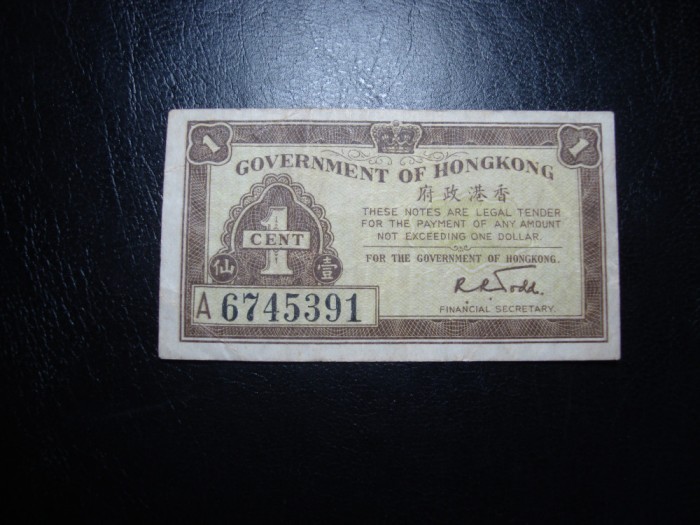 1 1
GOVERNMENT OF HONGKONG
府政港香
THESE NOTES ARE LEGAL TENDER
FOR THE PAYMENT OF ANY AMOUNT
NOT EXCEEDING ONE DOLLAR.
FOR THE GOVERNMENT OF HONGKONG.
R R Todd.
FINANCIAL SECRETARY.
1
CENT
仙 壹
A 6745391